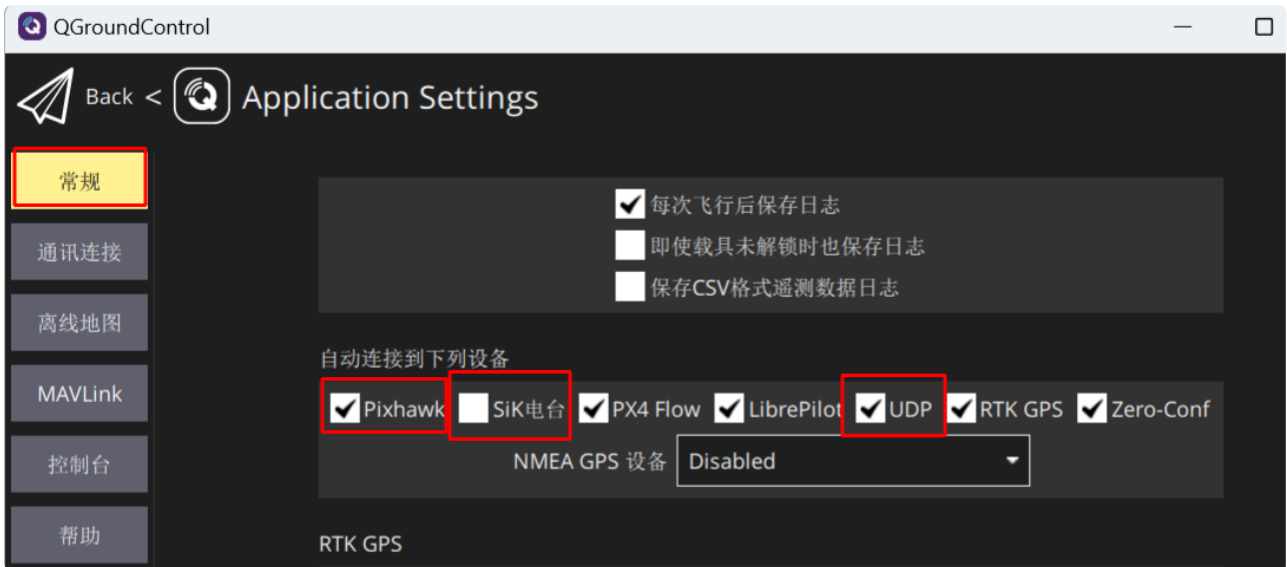 QGroundControl
Back < Application Settings
常规
通讯连接
离线地图
MAVLink
控制台
帮助
每次飞行后保存日志
即使载具未解锁时也保存日志
保存CSV格式遥测数据日志
自动连接到下列设备
Pixhawk SiK电台 PX4 Flow LibrePilot UDP RTK GPS Zero-Conf
NMEA GPS 设备 Disabled
RTK GPS